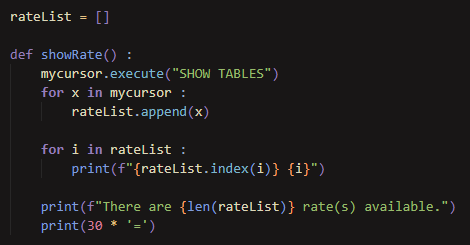 rateList = []
def showRate() :
mycursor.execute("SHOW TABLES")
for x in mycursor :
rateList.append(x)
for i in rateList :
print(f"{rateList.index(i)} {i}")
print(f"There are {len(rateList)} rate(s) available.")
print(30 * '=')